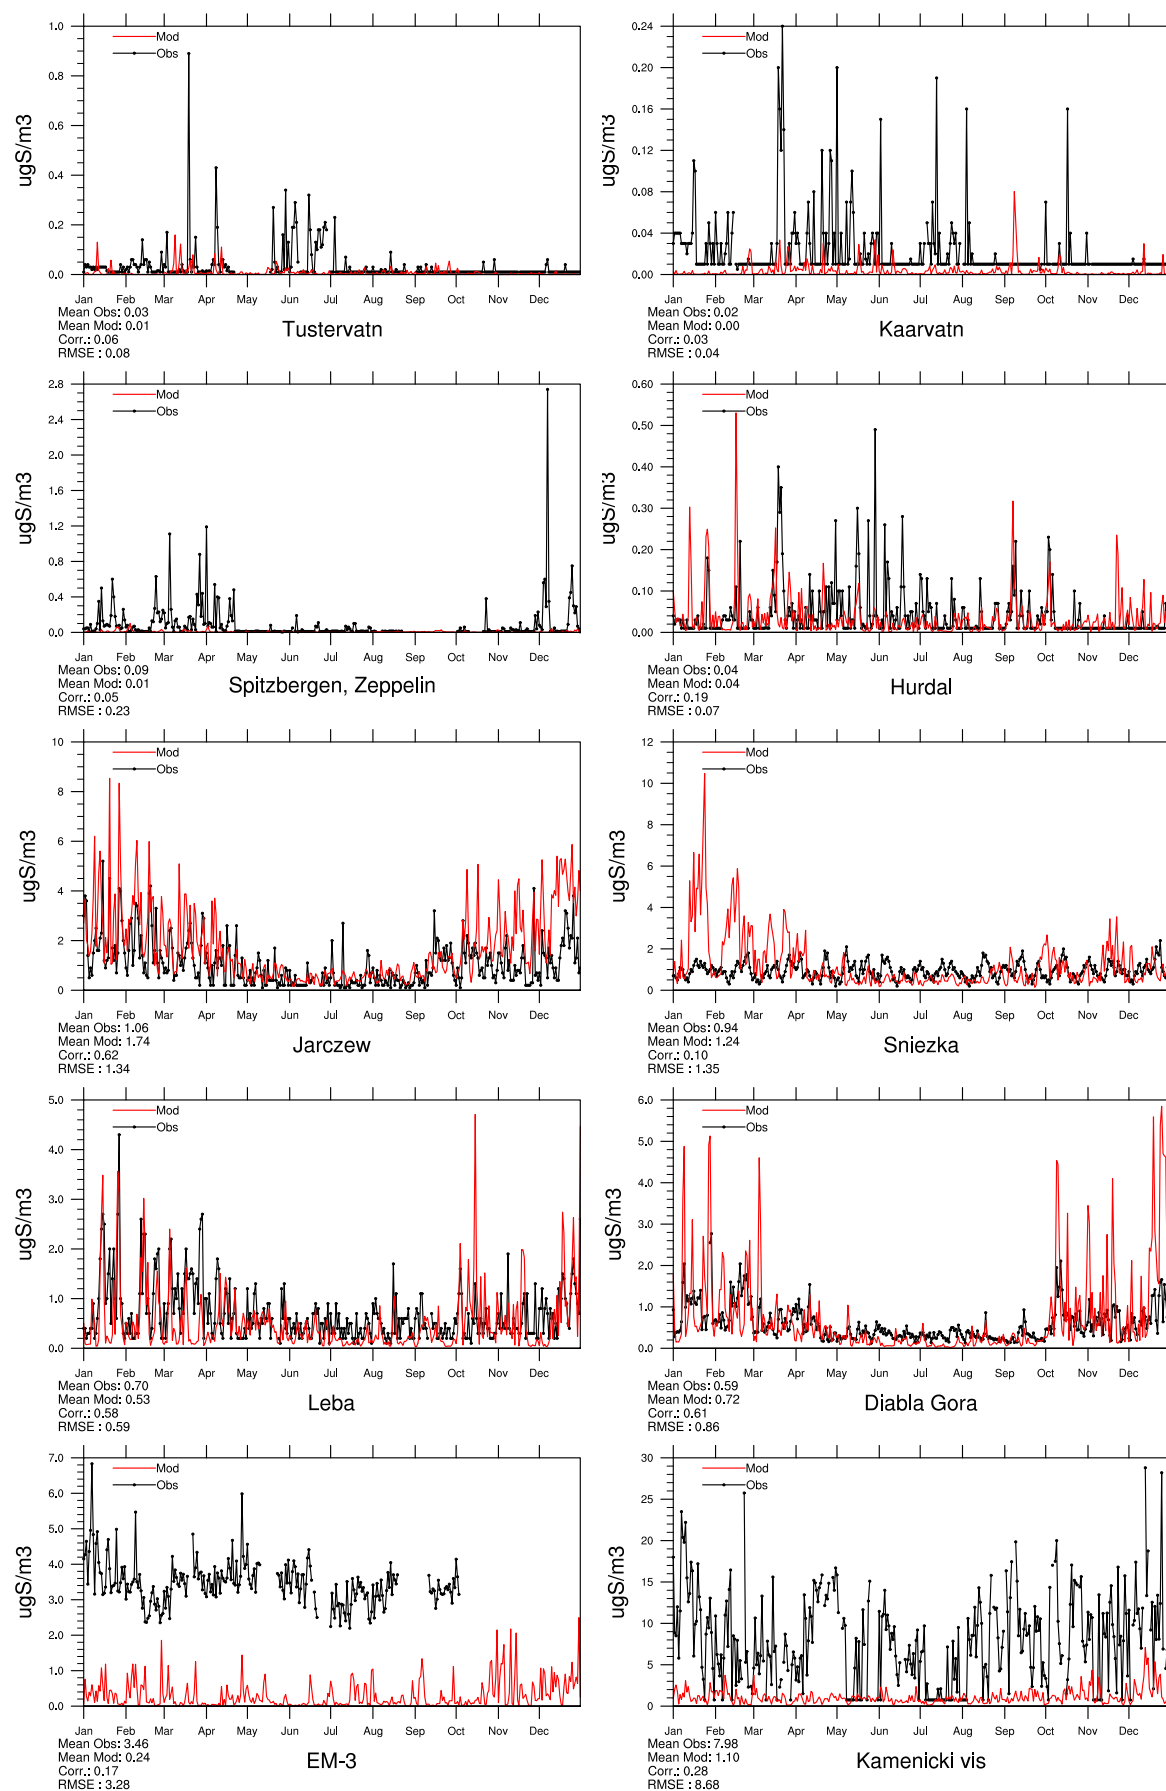 Mod
Obs
ugS/m3
1.0
0.8
0.6
0.4
0.2
0.0
Jan Feb Mar Apr May Jun Jul Aug Sep Oct Nov Dec
Mean Obs: 0.03
Mean Mod: 0.01
Corr.: 0.06
RMSE : 0.08
Tustervatn
Mod
Obs
ugS/m3
0.24
0.20
0.16
0.12
0.08
0.04
0.00
Jan Feb Mar Apr May Jun Jul Aug Sep Oct Nov Dec
Mean Obs: 0.02
Mean Mod: 0.00
Corr.: 0.03
RMSE : 0.04
Kaarvatn
Mod
Obs
ugS/m3
2.8
2.4
2.0
1.6
1.2
0.8
0.4
0.0
Jan Feb Mar Apr May Jun Jul Aug Sep Oct Nov Dec
Mean Obs: 0.09
Mean Mod: 0.01
Corr.: 0.05
RMSE : 0.23
Spitzbergen, Zeppelin
Mod
Obs
ugS/m3
0.60
0.50
0.40
0.30
0.20
0.10
0.00
Jan Feb Mar Apr May Jun Jul Aug Sep Oct Nov Dec
Mean Obs: 0.04
Mean Mod: 0.04
Corr.: 0.19
RMSE : 0.07
Hurdal
Mod
Obs
ugS/m3
10
8
6
4
2
0
Jan Feb Mar Apr May Jun Jul Aug Sep Oct Nov Dec
Mean Obs: 1.06
Mean Mod: 1.74
Corr.: 0.62
RMSE : 1.34
Jarczew
Mod
Obs
ugS/m3
12
10
8
6
4
2
0
Jan Feb Mar Apr May Jun Jul Aug Sep Oct Nov Dec
Mean Obs: 0.94
Mean Mod: 1.24
Corr.: 0.10
RMSE : 1.35
Sniezka
Mod
Obs
ugS/m3
5.0
4.0
3.0
2.0
1.0
0.0
Jan Feb Mar Apr May Jun Jul Aug Sep Oct Nov Dec
Mean Obs: 0.70
Mean Mod: 0.53
Corr.: 0.58
RMSE : 0.59
Leba
Mod
Obs
ugS/m3
6.0
5.0
4.0
3.0
2.0
1.0
0.0
Jan Feb Mar Apr May Jun Jul Aug Sep Oct Nov Dec
Mean Obs: 0.59
Mean Mod: 0.72
Corr.: 0.61
RMSE : 0.86
Diabla Gora
Mod
Obs
ugS/m3
7.0
6.0
5.0
4.0
3.0
2.0
1.0
0.0
Jan Feb Mar Apr May Jun Jul Aug Sep Oct Nov Dec
Mean Obs: 3.46
Mean Mod: 0.24
Corr.: 0.17
RMSE : 3.28
EM-3
Mod
Obs
ugS/m3
30
25
20
15
10
5
0
Jan Feb Mar Apr May Jun Jul Aug Sep Oct Nov Dec
Mean Obs: 7.98
Mean Mod: 1.10
Corr.: 0.28
RMSE : 8.68
Kamenicki vis